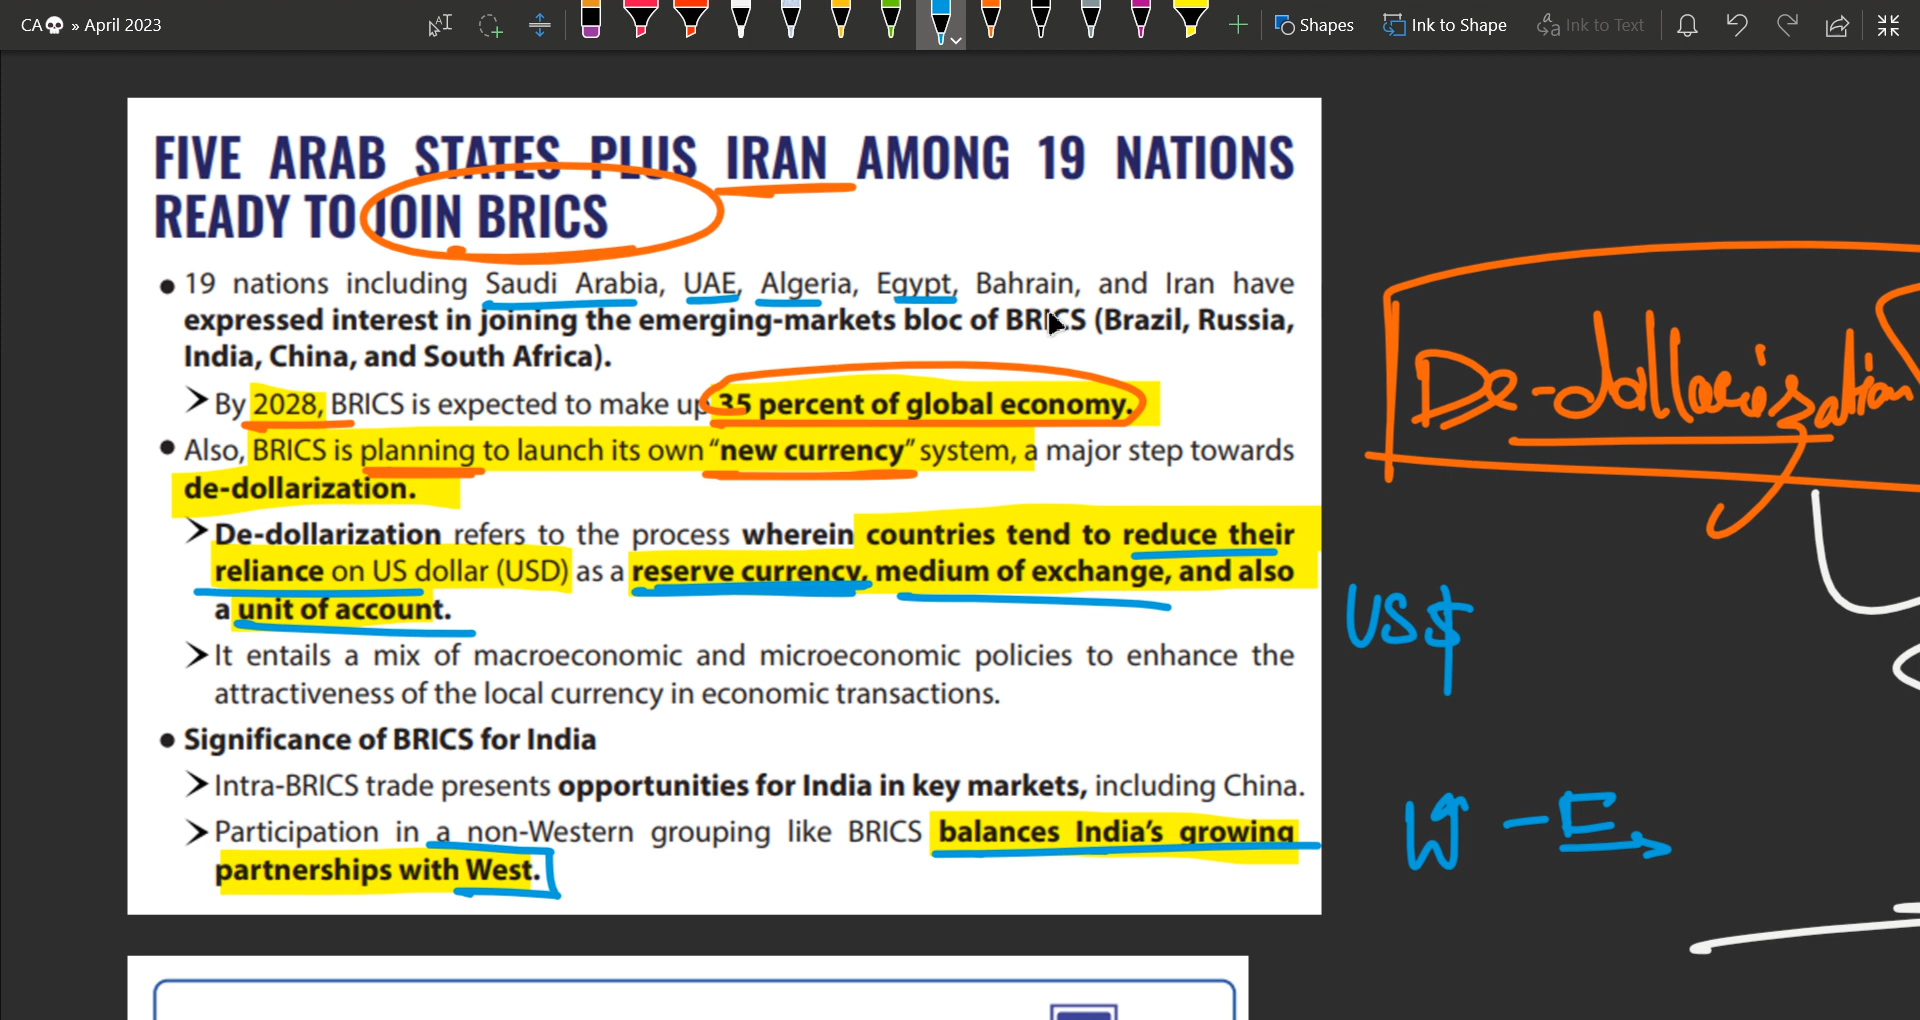 CA💀 » April 2023
Shapes
Ink to Shape
Ink to Text
FIVE ARAB STATES PLUS IRAN AMONG 19 NATIONS
READY TO JOIN BRICS
● 19 nations including Saudi Arabia, UAE, Algeria, Egypt, Bahrain, and Iran have
expressed interest in joining the emerging-markets bloc of BRICS (Brazil, Russia,
India, China, and South Africa).
➤ By 2028, BRICS is expected to make up 35 percent of global economy.
● Also, BRICS is planning to launch its own “new currency” system, a major step towards
de-dollarization.
➤ De-dollarization refers to the process wherein countries tend to reduce their
reliance on US dollar (USD) as a reserve currency, medium of exchange, and also
a unit of account.
➤ It entails a mix of macroeconomic and microeconomic policies to enhance the
attractiveness of the local currency in economic transactions.
● Significance of BRICS for India
➤ Intra-BRICS trade presents opportunities for India in key markets, including China.
➤ Participation in a non-Western grouping like BRICS balances India’s growing
partnerships with West.
De-dollarization
US$
W - E